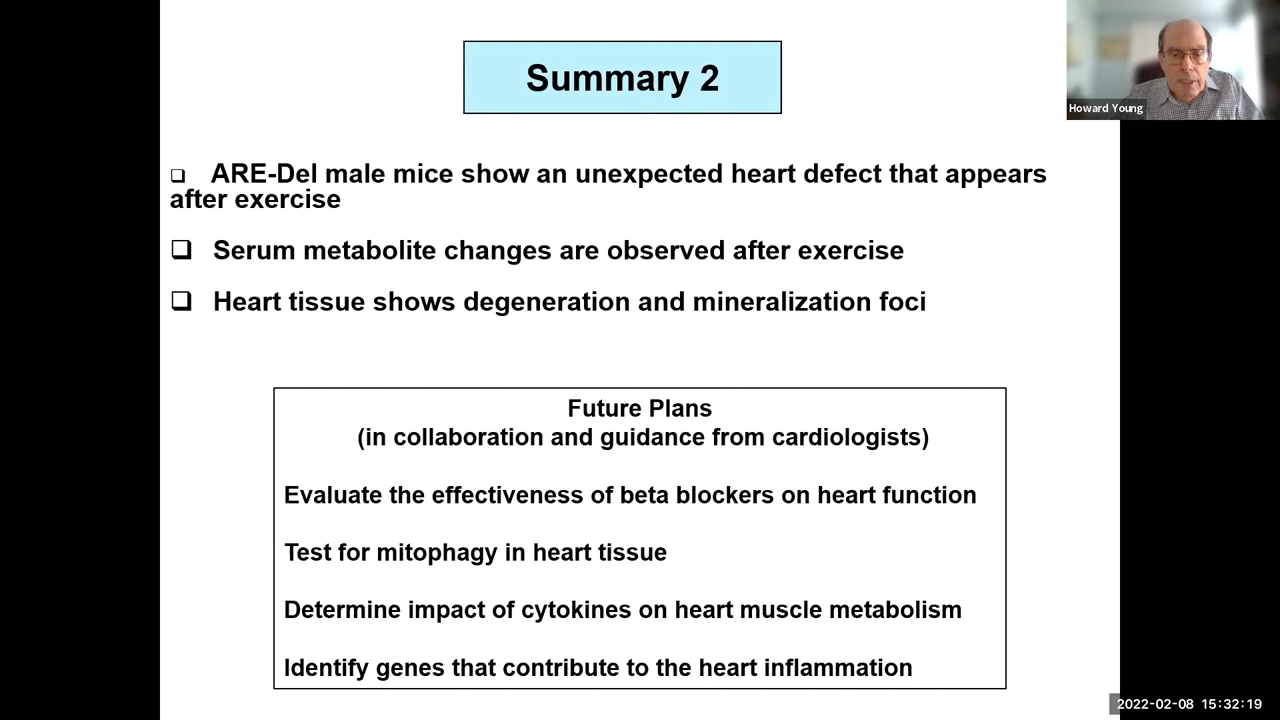 Summary 2
Howard Young
❑ ARE-Del male mice show an unexpected heart defect that appears
after exercise
❑ Serum metabolite changes are observed after exercise
❑ Heart tissue shows degeneration and mineralization foci
Future Plans
(in collaboration and guidance from cardiologists)
Evaluate the effectiveness of beta blockers on heart function
Test for mitophagy in heart tissue
Determine impact of cytokines on heart muscle metabolism
Identify genes that contribute to the heart inflammation
2022-02-08 15:32:19